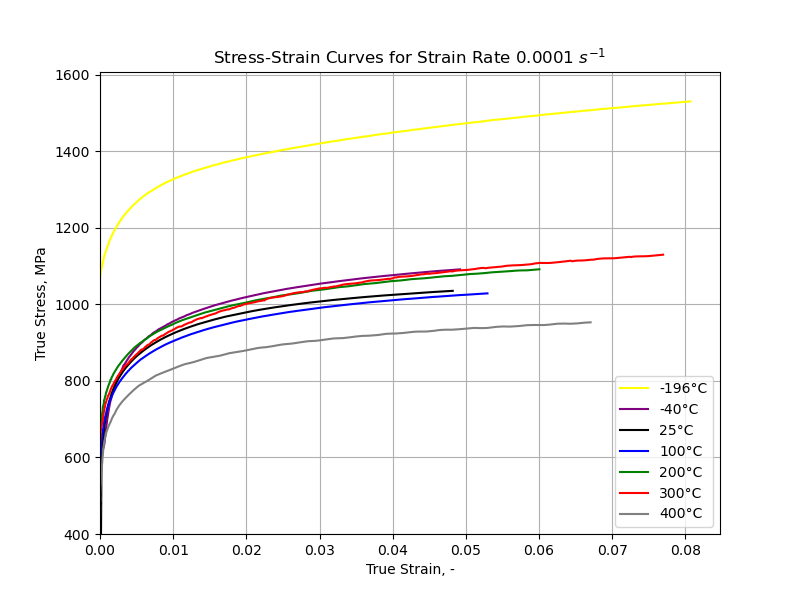 Stress-Strain Curves for Strain Rate 0.0001 s⁻¹
True Stress, MPa
1600
1400
1200
1000
800
600
400
0.00 0.01 0.02 0.03 0.04 0.05 0.06 0.07 0.08
True Strain, -
-196°C
-40°C
25°C
100°C
200°C
300°C
400°C